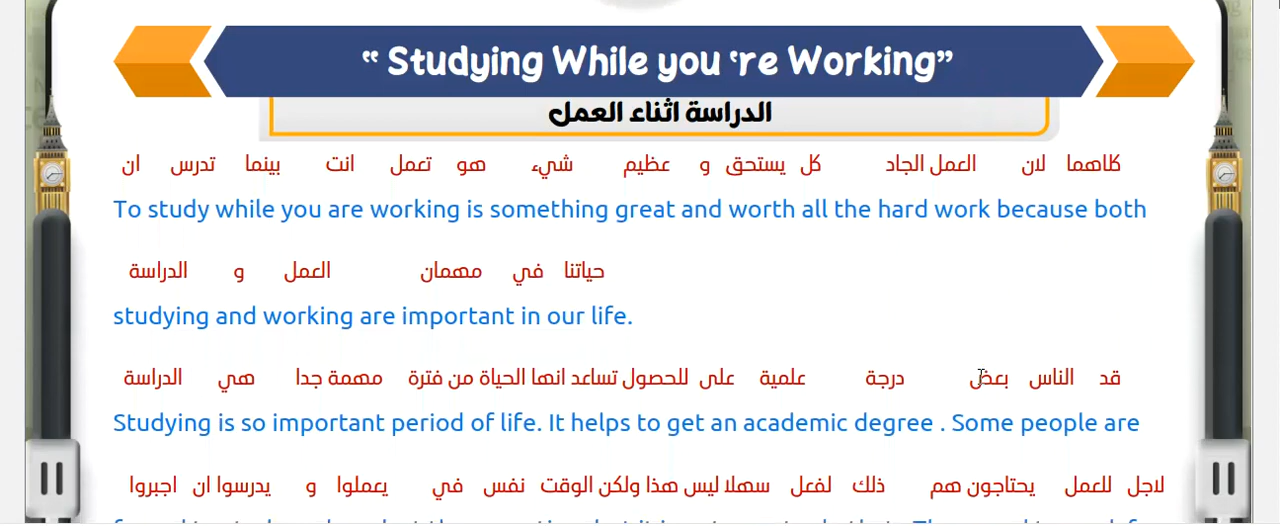 “ Studying While you ‘re Working”
الدراسة اثناء العمل
كلاهما لان العمل الجاد كل يستحق و عظيم شيء هو تعمل انت بينما تدرس ان
To study while you are working is something great and worth all the hard work because both
حياتنا في مهمان العمل و الدراسة
studying and working are important in our life.
قد الناس بعض درجة علمية على للحصول تساعد انها الحياة من فترة مهمة جدا هي الدراسة
Studying is so important period of life. It helps to get an academic degree . Some people are
لاجل للعمل يحتاجون هم ذلك لفعل سهلا ليس هذا ولكن الوقت نفس في يعملوا و يدرسوا ان اجبروا